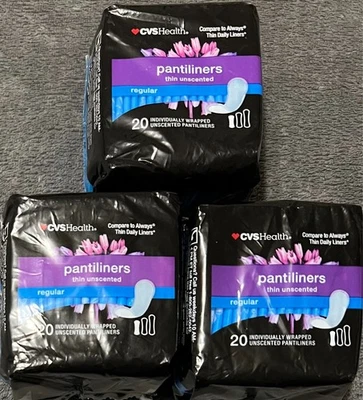 CVSHealth®
Compare to Always®
Thin Daily Liners*
pantiliners
thin unscented
regular
20 INDIVIDUALLY WRAPPED
UNSCENTED PANTILINERS
CVSHealth®
Compare to Always®
Thin Daily Liners*
pantiliners
thin unscented
regular
20 INDIVIDUALLY WRAPPED
UNSCENTED PANTILINERS
CVSHealth®
Compare to Always®
Thin Daily Liners*
pantiliners
thin unscented
regular
20 INDIVIDUALLY WRAPPED
UNSCENTED PANTILINERS